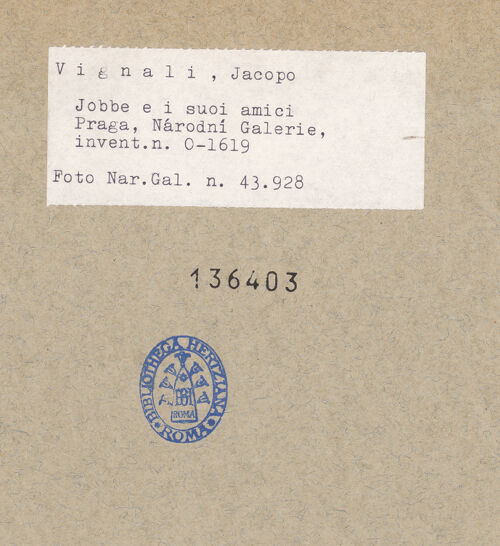 Vignali, Jacopo
Jobbe e i suoi amici
Praga, Národní Galerie,
invent.n. O-1619
Foto Nar.Gal. n. 43.928
136403
BIBLIOTHECA HERTZIANA
ROMA
ROMA